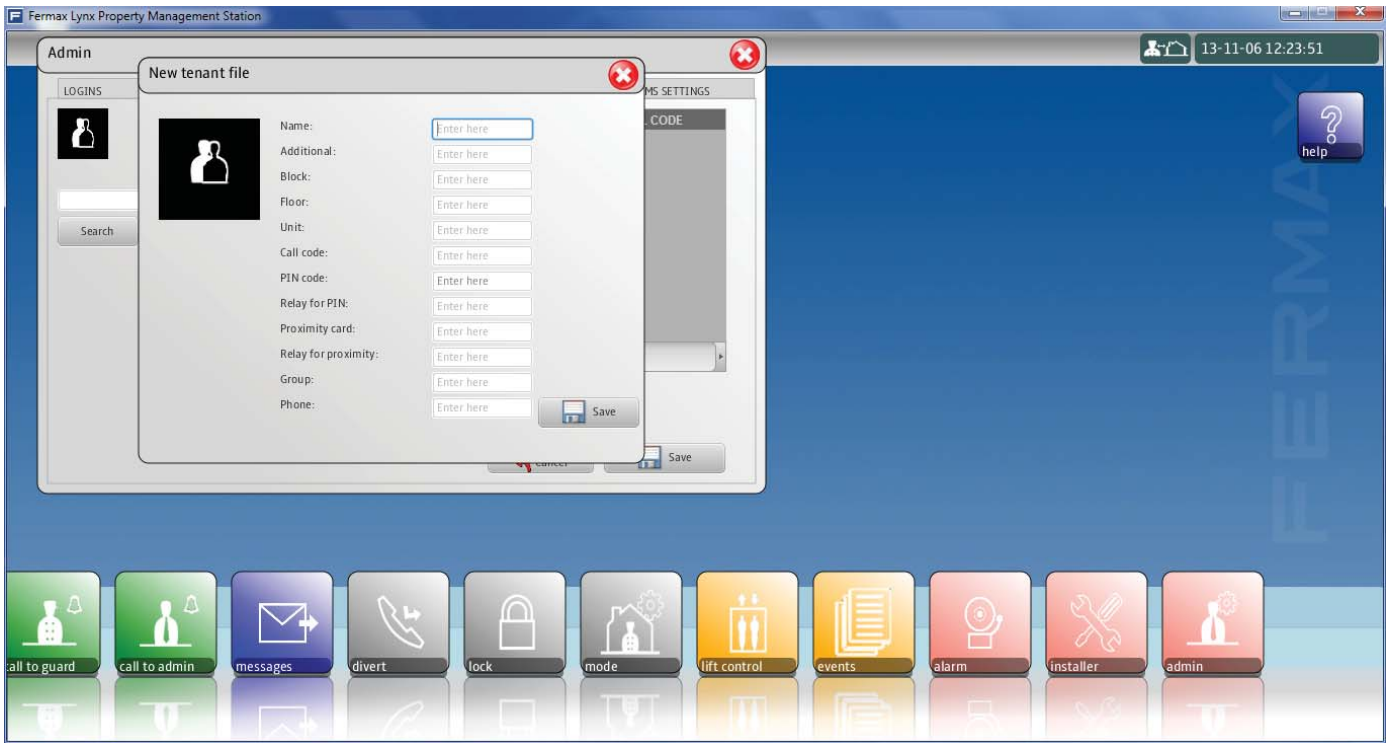 Fermax Lynx Property Management Station
13-11-06 12:23:51
Admin
New tenant file
LOGINS
MS SETTINGS
CODE
Name: Enter here
Additional: Enter here
Block: Enter here
Floor: Enter here
Unit: Enter here
Call code: Enter here
PIN code: Enter here
Relay for PIN: Enter here
Proximity card: Enter here
Relay for proximity: Enter here
Group: Enter here
Phone: Enter here
Save
Search
Cancel
Save
help
FERMAX
all to guard
call to admin
messages
divert
lock
mode
lift control
events
alarm
installer
admin